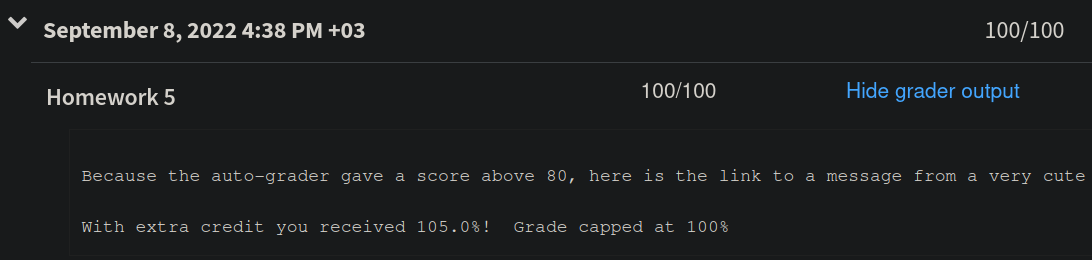 September 8, 2022 4:38 PM +03 100/100
Homework 5 100/100 Hide grader output
Because the auto-grader gave a score above 80, here is the link to a message from a very cute
With extra credit you received 105.0%!  Grade capped at 100%